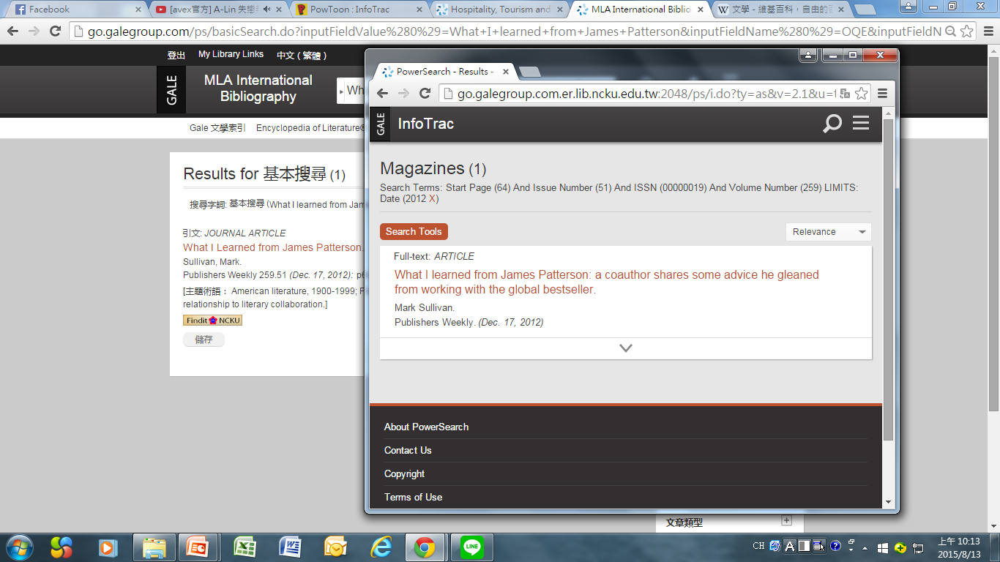 Facebook
[avex官方] A-Lin 失戀
PowToon : InfoTrac
Hospitality, Tourism and
MLA International Biblio
文學 - 維基百科，自由的
go.galegroup.com/ps/basicSearch.do?inputFieldValue%280%29=What+I+learned+from+James+Patterson&inputFieldName%280%29=OQE&inputFieldN
登出 My Library Links 中文 ( 繁體 )
GALE
MLA International
Bibliography
Wh
Gale 文學索引 Encyclopedia of Literature®
Results for 基本搜尋 (1)
搜尋字詞: 基本搜尋 (What I learned from Jam
引文: JOURNAL ARTICLE
What I Learned from James Patterson.
Sullivan, Mark.
Publishers Weekly 259.51 (Dec. 17, 2012): p6
[主題術語： American literature, 1900-1999; P
relationship to literary collaboration.]
Findit NCKU
儲存
PowerSearch - Results -
go.galegroup.com.er.lib.ncku.edu.tw:2048/ps/i.do?ty=as&v=2.1&u=t
GALE
InfoTrac
Magazines (1)
Search Terms: Start Page (64) And Issue Number (51) And ISSN (00000019) And Volume Number (259) LIMITS:
Date (2012 X)
Search Tools
Relevance
Full-text: ARTICLE
What I learned from James Patterson: a coauthor shares some advice he gleaned
from working with the global bestseller.
Mark Sullivan.
Publishers Weekly. (Dec. 17, 2012)
About PowerSearch
Contact Us
Copyright
Terms of Use
文章類型
LINE
CH
A
上午 10:13
2015/8/13